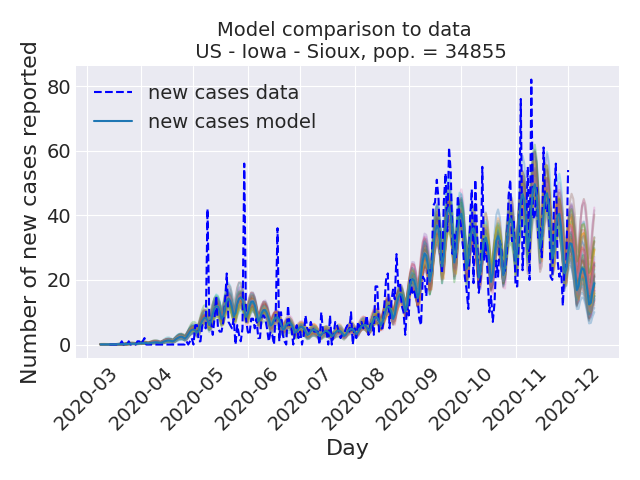 Model comparison to data
US - Iowa - Sioux, pop. = 34855
new cases data
new cases model
Number of new cases reported
80
60
40
20
0
2020-03
2020-04
2020-05
2020-06
2020-07
2020-08
2020-09
2020-10
2020-11
2020-12
Day